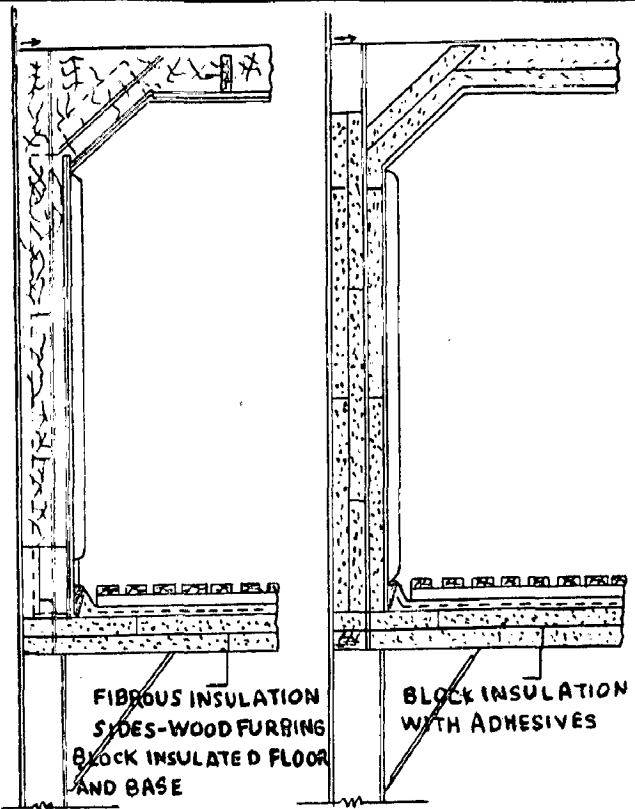 FIBROUS INSULATION
SIDES-WOOD FURRING
BLOCK INSULATED FLOOR
AND BASE
BLOCK INSULATION
WITH ADHESIVES